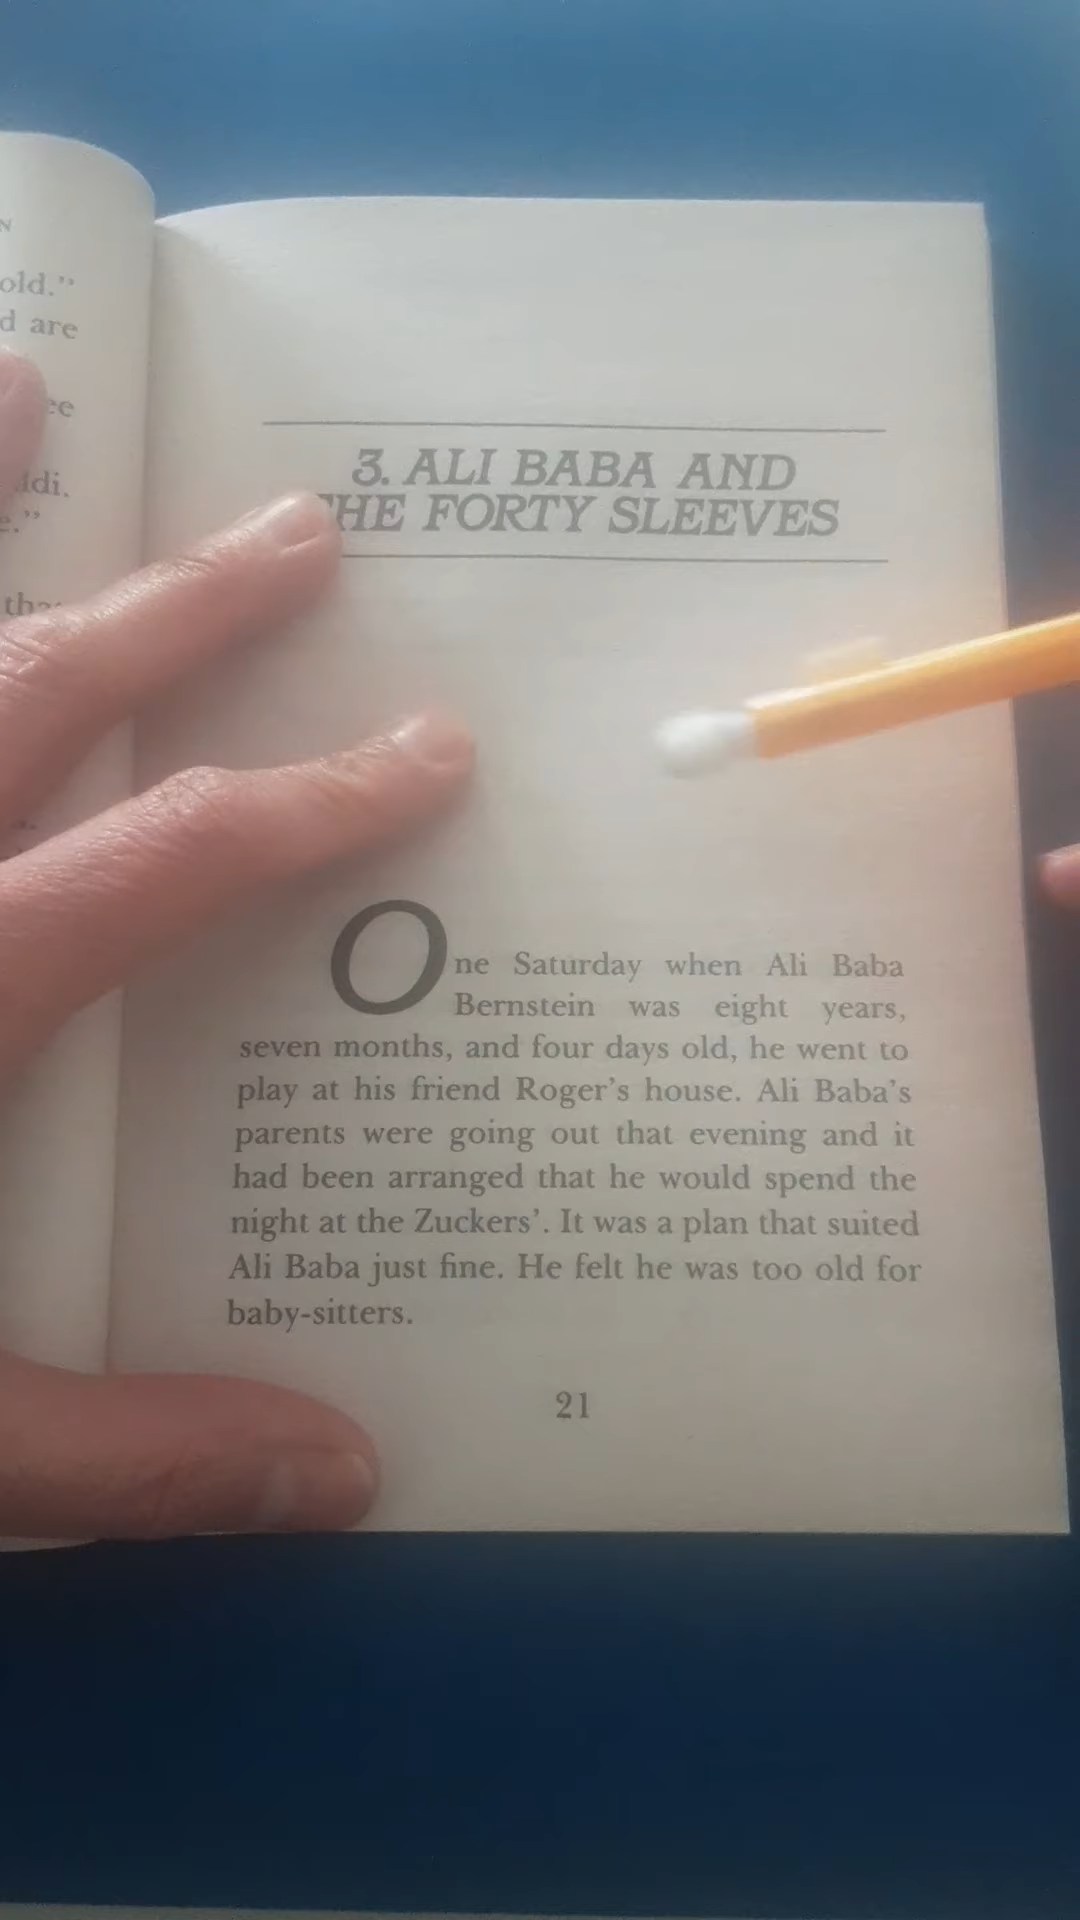 N
old.”
d are
ee
ldi.
e.”
3. ALI BABA AND
THE FORTY SLEEVES
One Saturday when Ali Baba
Bernstein was eight years,
seven months, and four days old, he went to
play at his friend Roger’s house. Ali Baba’s
parents were going out that evening and it
had been arranged that he would spend the
night at the Zuckers’. It was a plan that suited
Ali Baba just fine. He felt he was too old for
baby-sitters.
21